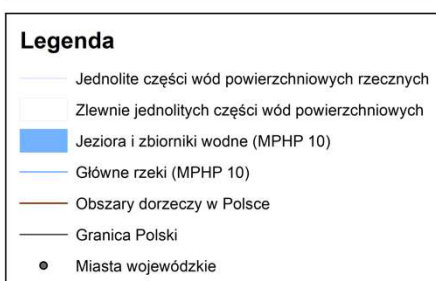 Legenda
Jednolite części wód powierzchniowych rzecznych
Zlewnie jednolitych części wód powierzchniowych
Jeziora i zbiorniki wodne (MPHP 10)
Główne rzeki (MPHP 10)
Obszary dorzeczy w Polsce
Granica Polski
Miasta wojewódzkie